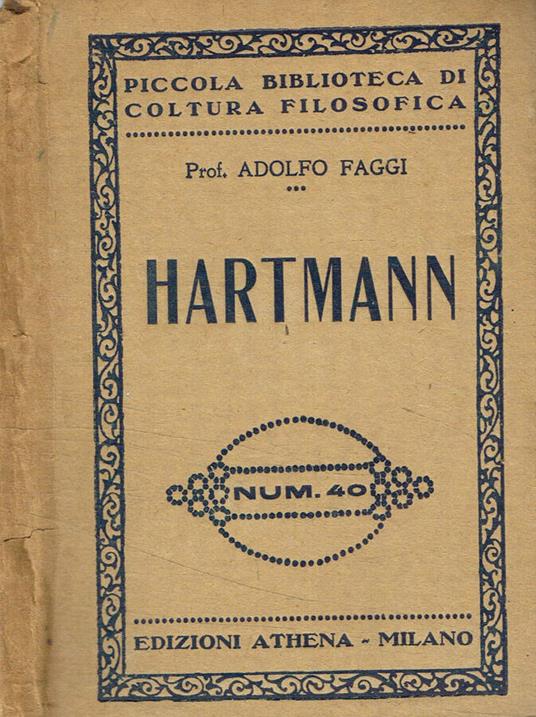 PICCOLA BIBLIOTECA DI
COLTURA FILOSOFICA
Prof. ADOLFO FAGGI
HARTMANN
NUM. 40
EDIZIONI ATHENA - MILANO